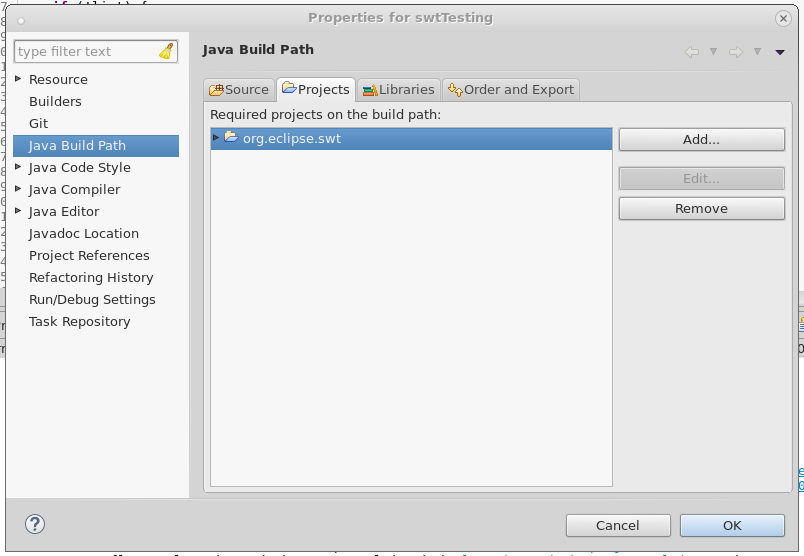 Properties for swtTesting
type filter text
Resource
Builders
Git
Java Build Path
Java Code Style
Java Compiler
Java Editor
Javadoc Location
Project References
Refactoring History
Run/Debug Settings
Task Repository
Java Build Path
Source Projects Libraries Order and Export
Required projects on the build path:
org.eclipse.swt
Add...
Edit...
Remove
Cancel OK